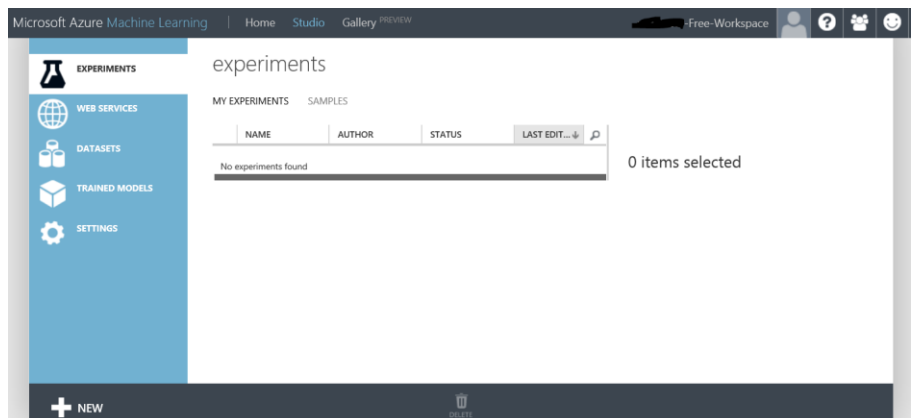 Microsoft Azure Machine Learning | Home Studio Gallery PREVIEW -Free-Workspace
EXPERIMENTS
WEB SERVICES
DATASETS
TRAINED MODELS
SETTINGS
experiments
MY EXPERIMENTS SAMPLES
NAME AUTHOR STATUS LAST EDIT...
No experiments found
0 items selected
NEW
DELETE